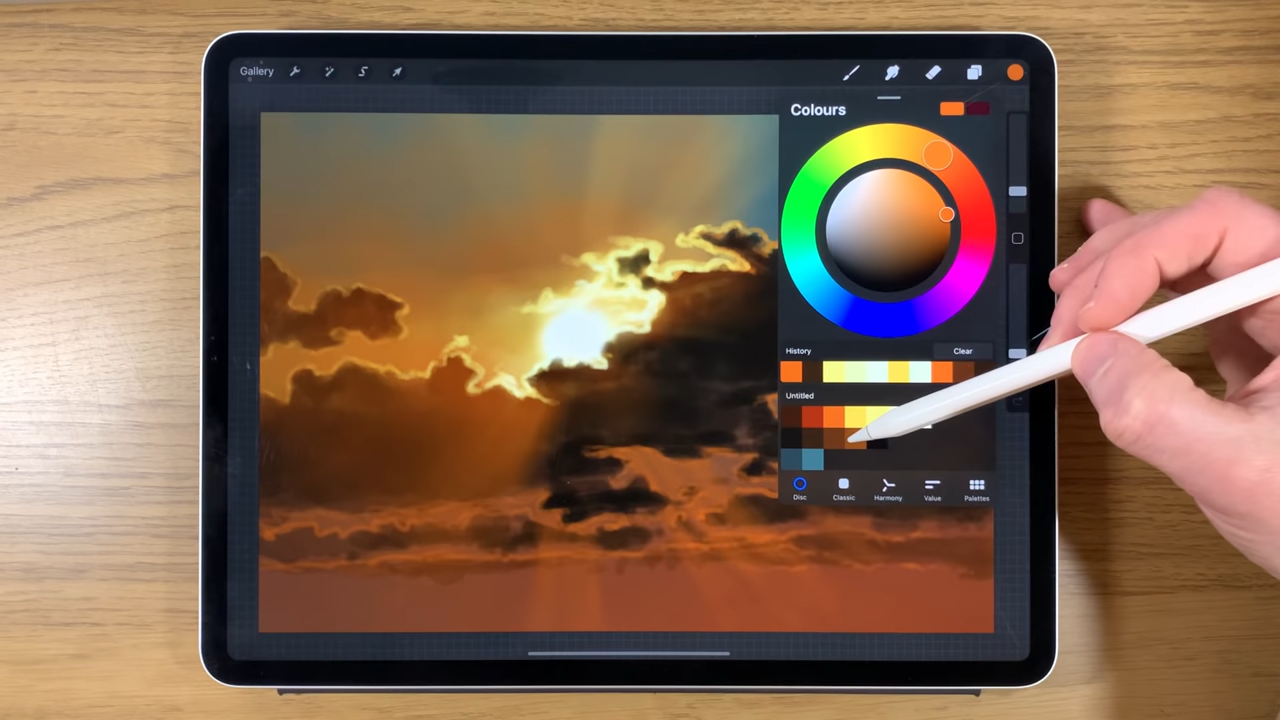 Gallery
Colours
History
Clear
Untitled
Disc
Classic
Harmony
Value
Palettes